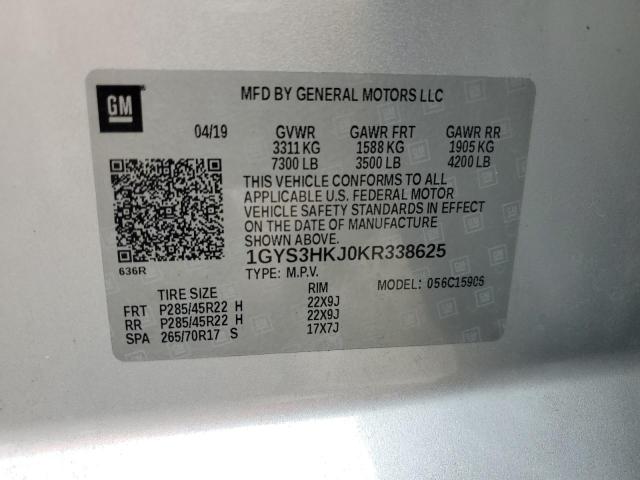 GM
MFD BY GENERAL MOTORS LLC
04/19 GVWR GAWR FRT GAWR RR
3311 KG 1588 KG 1905 KG
7300 LB 3500 LB 4200 LB
THIS VEHICLE CONFORMS TO ALL
APPLICABLE U.S. FEDERAL MOTOR
VEHICLE SAFETY STANDARDS IN EFFECT
ON THE DATE OF MANUFACTURE
SHOWN ABOVE.
636R
1GYS3HKJ0KR338625
TYPE: M.P.V. MODEL: 056C15906
TIRE SIZE RIM
FRT P285/45R22 H 22X9J
RR P285/45R22 H 22X9J
SPA 265/70R17 S 17X7J